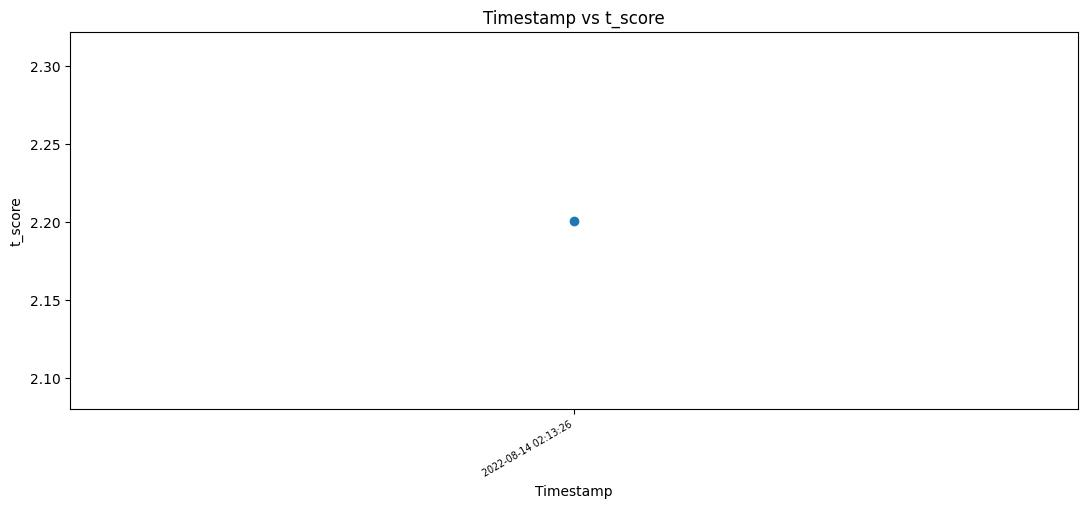 Timestamp vs t_score
2.30
2.25
2.20
2.15
2.10
t_score
2022-08-14 02:13:26
Timestamp